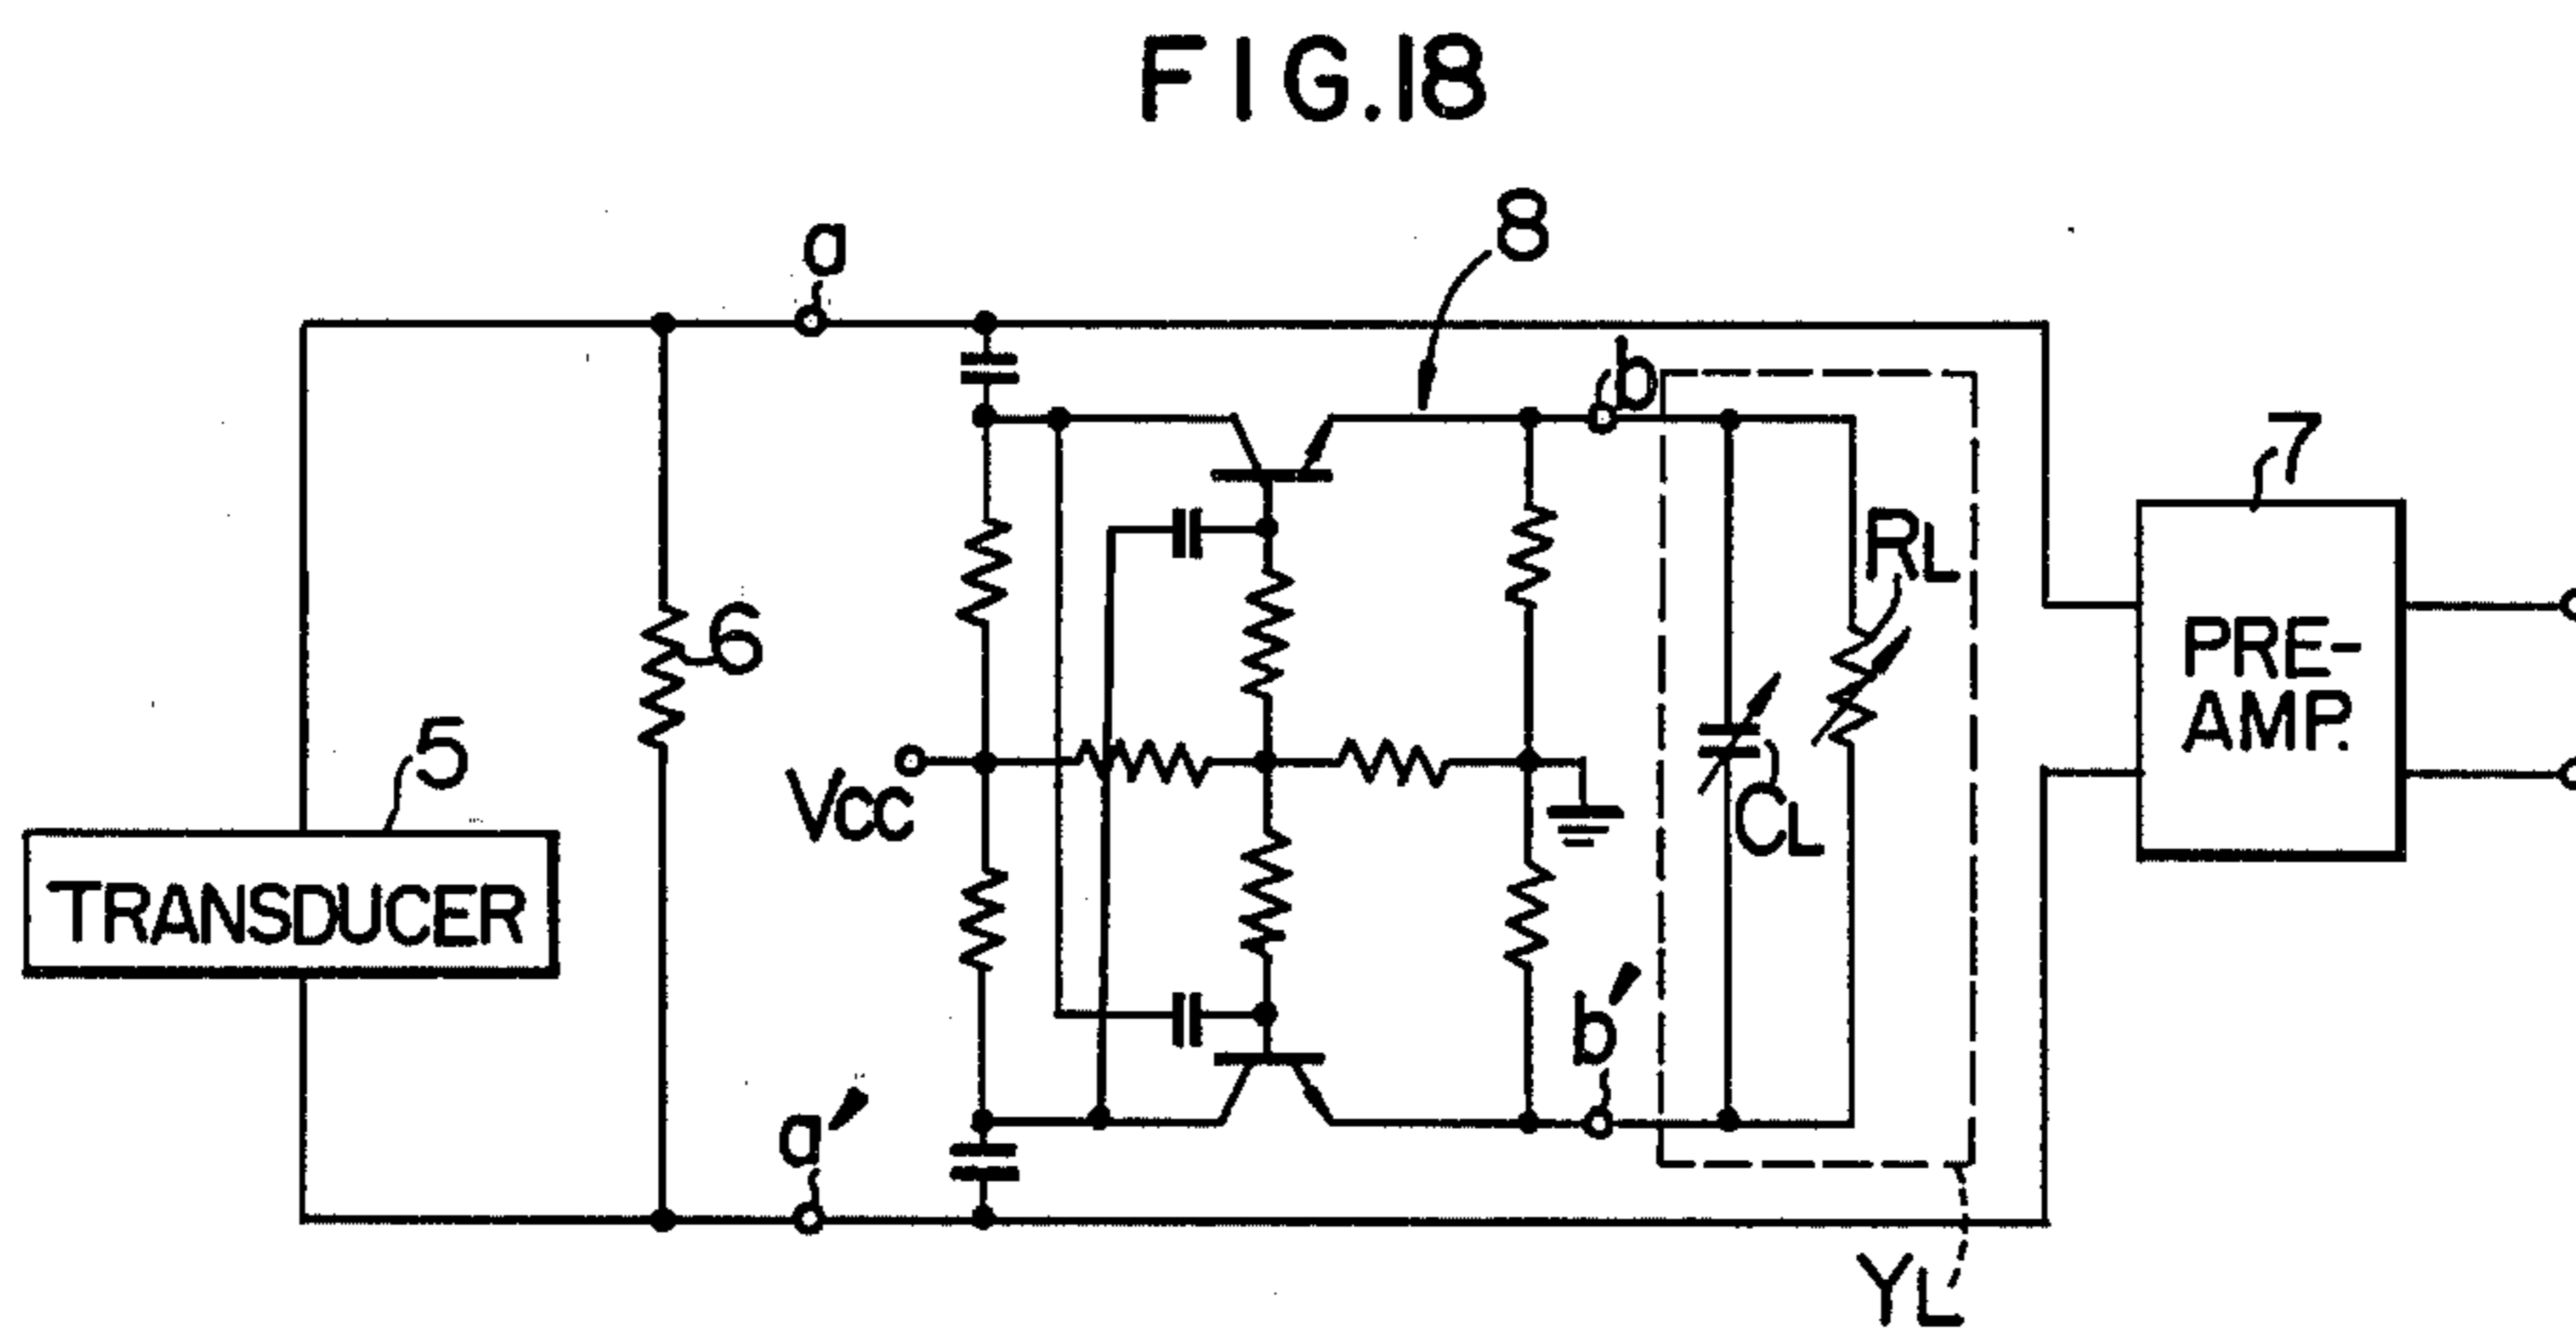 FIG.18
a
8
b
7
RL
PRE-
AMP.
6
5
VCC
CL
TRANSDUCER
b'
a'
YL